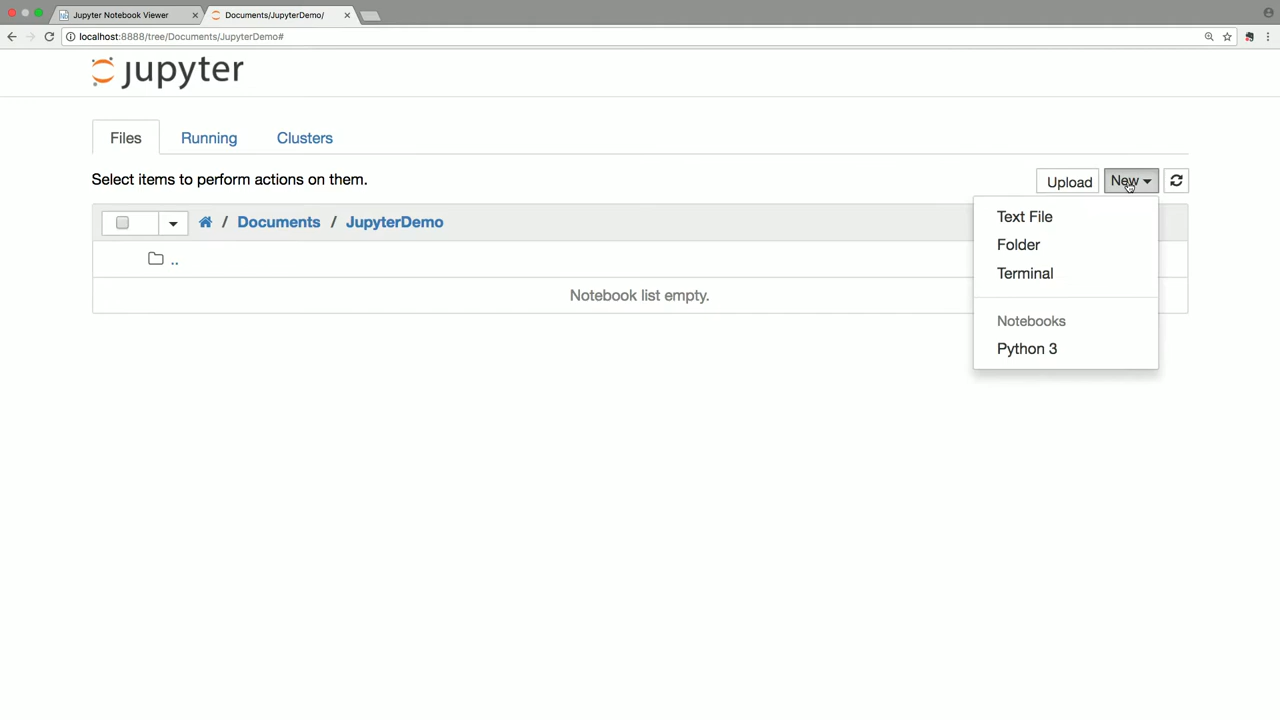 Jupyter Notebook Viewer
Documents/JupyterDemo/
localhost:8888/tree/Documents/JupyterDemo#
jupyter
Files Running Clusters
Select items to perform actions on them.
Upload New
/ Documents / JupyterDemo
..
Notebook list empty.
Text File
Folder
Terminal
Notebooks
Python 3